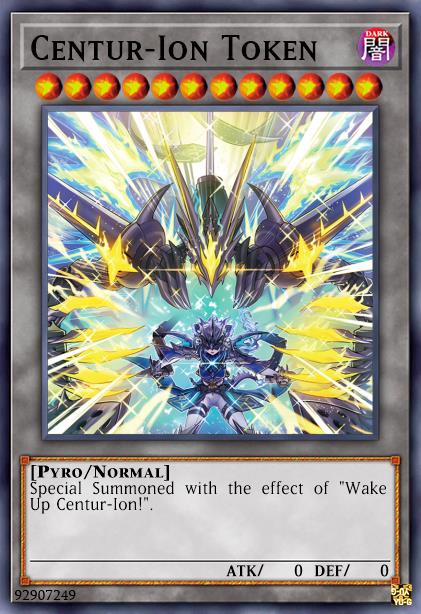 Centur-Ion Token
DARK
闇
[Pyro/Normal]
Special Summoned with the effect of "Wake
Up Centur-Ion!".
ATK/ 0 DEF/ 0
92907249